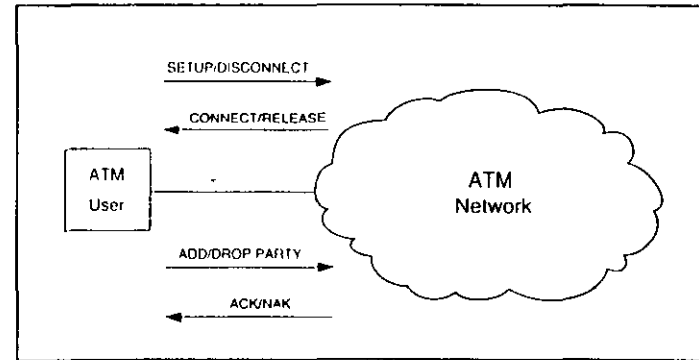 SETUP/DISCONNECT
CONNECT/RELEASE
ATM
User
ATM
Network
ADD/DROP PARTY
ACK/NAK